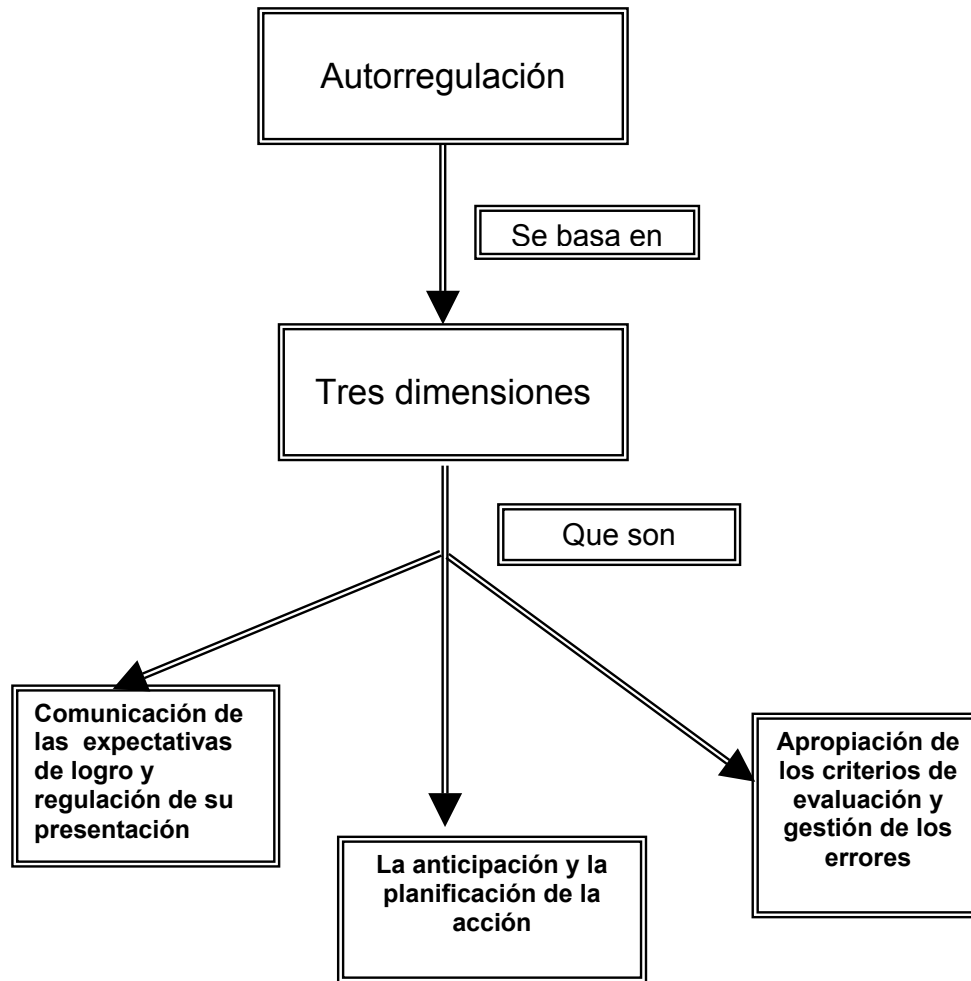 Autorregulación
Se basa en
Tres dimensiones
Que son
Comunicación de
las expectativas
de logro y
regulación de su
presentación
La anticipación y la
planificación de la
acción
Apropiación de
los criterios de
evaluación y
gestión de los
errores